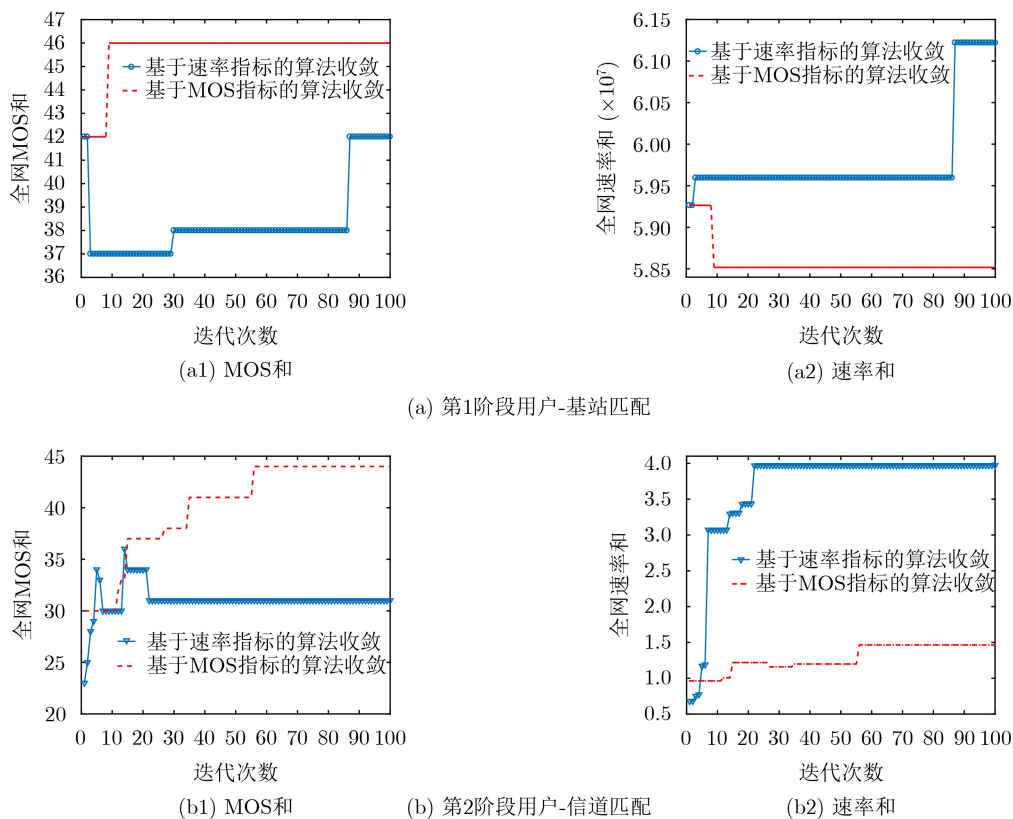 47
46
45
44
43
42
41
40
39
38
37
36
全网MOS和
基于速率指标的算法收敛
基于MOS指标的算法收敛
0 10 20 30 40 50 60 70 80 90 100
迭代次数
(a1) MOS和
6.15
6.10
6.05
6.00
5.95
5.90
5.85
全网速率和 (×10⁷)
基于速率指标的算法收敛
基于MOS指标的算法收敛
0 10 20 30 40 50 60 70 80 90 100
迭代次数
(a2) 速率和
(a) 第1阶段用户-基站匹配
45
40
35
30
25
20
全网MOS和
基于速率指标的算法收敛
基于MOS指标的算法收敛
0 10 20 30 40 50 60 70 80 90 100
迭代次数
(b1) MOS和
4.0
3.5
3.0
2.5
2.0
1.5
1.0
0.5
全网速率和
基于速率指标的算法收敛
基于MOS指标的算法收敛
0 10 20 30 40 50 60 70 80 90 100
迭代次数
(b2) 速率和
(b) 第2阶段用户-信道匹配